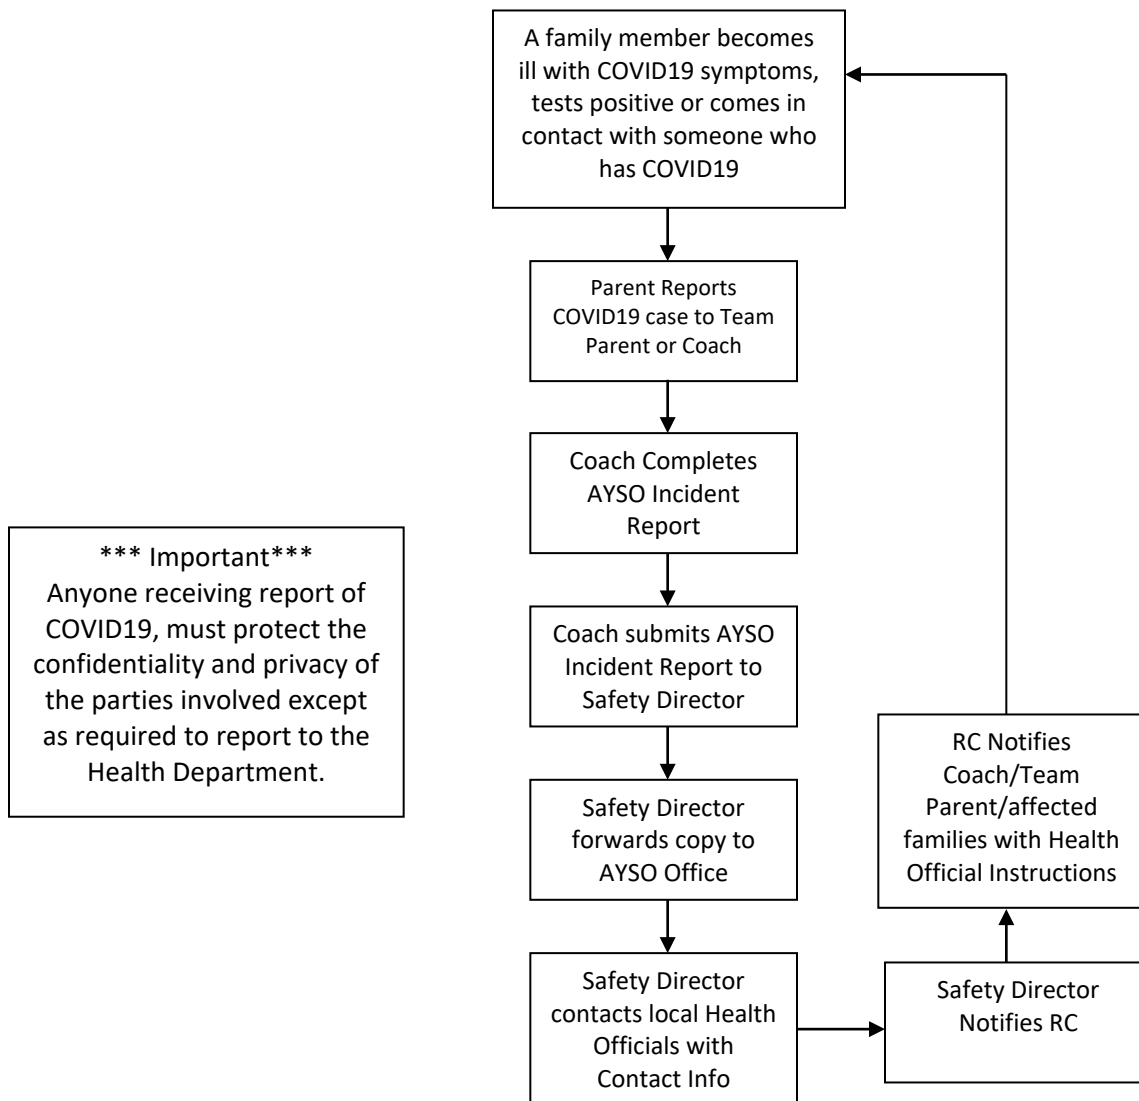 A family member becomes
ill with COVID19 symptoms,
tests positive or comes in
contact with someone who
has COVID19
Parent Reports
COVID19 case to Team
Parent or Coach
Coach Completes
AYSO Incident
Report
*** Important***
Anyone receiving report of
COVID19, must protect the
confidentiality and privacy of
the parties involved except
as required to report to the
Health Department.
Coach submits AYSO
Incident Report to
Safety Director
Safety Director
forwards copy to
AYSO Office
Safety Director
contacts local Health
Officials with
Contact Info
Safety Director
Notifies RC
RC Notifies
Coach/Team
Parent/affected
families with Health
Official Instructions